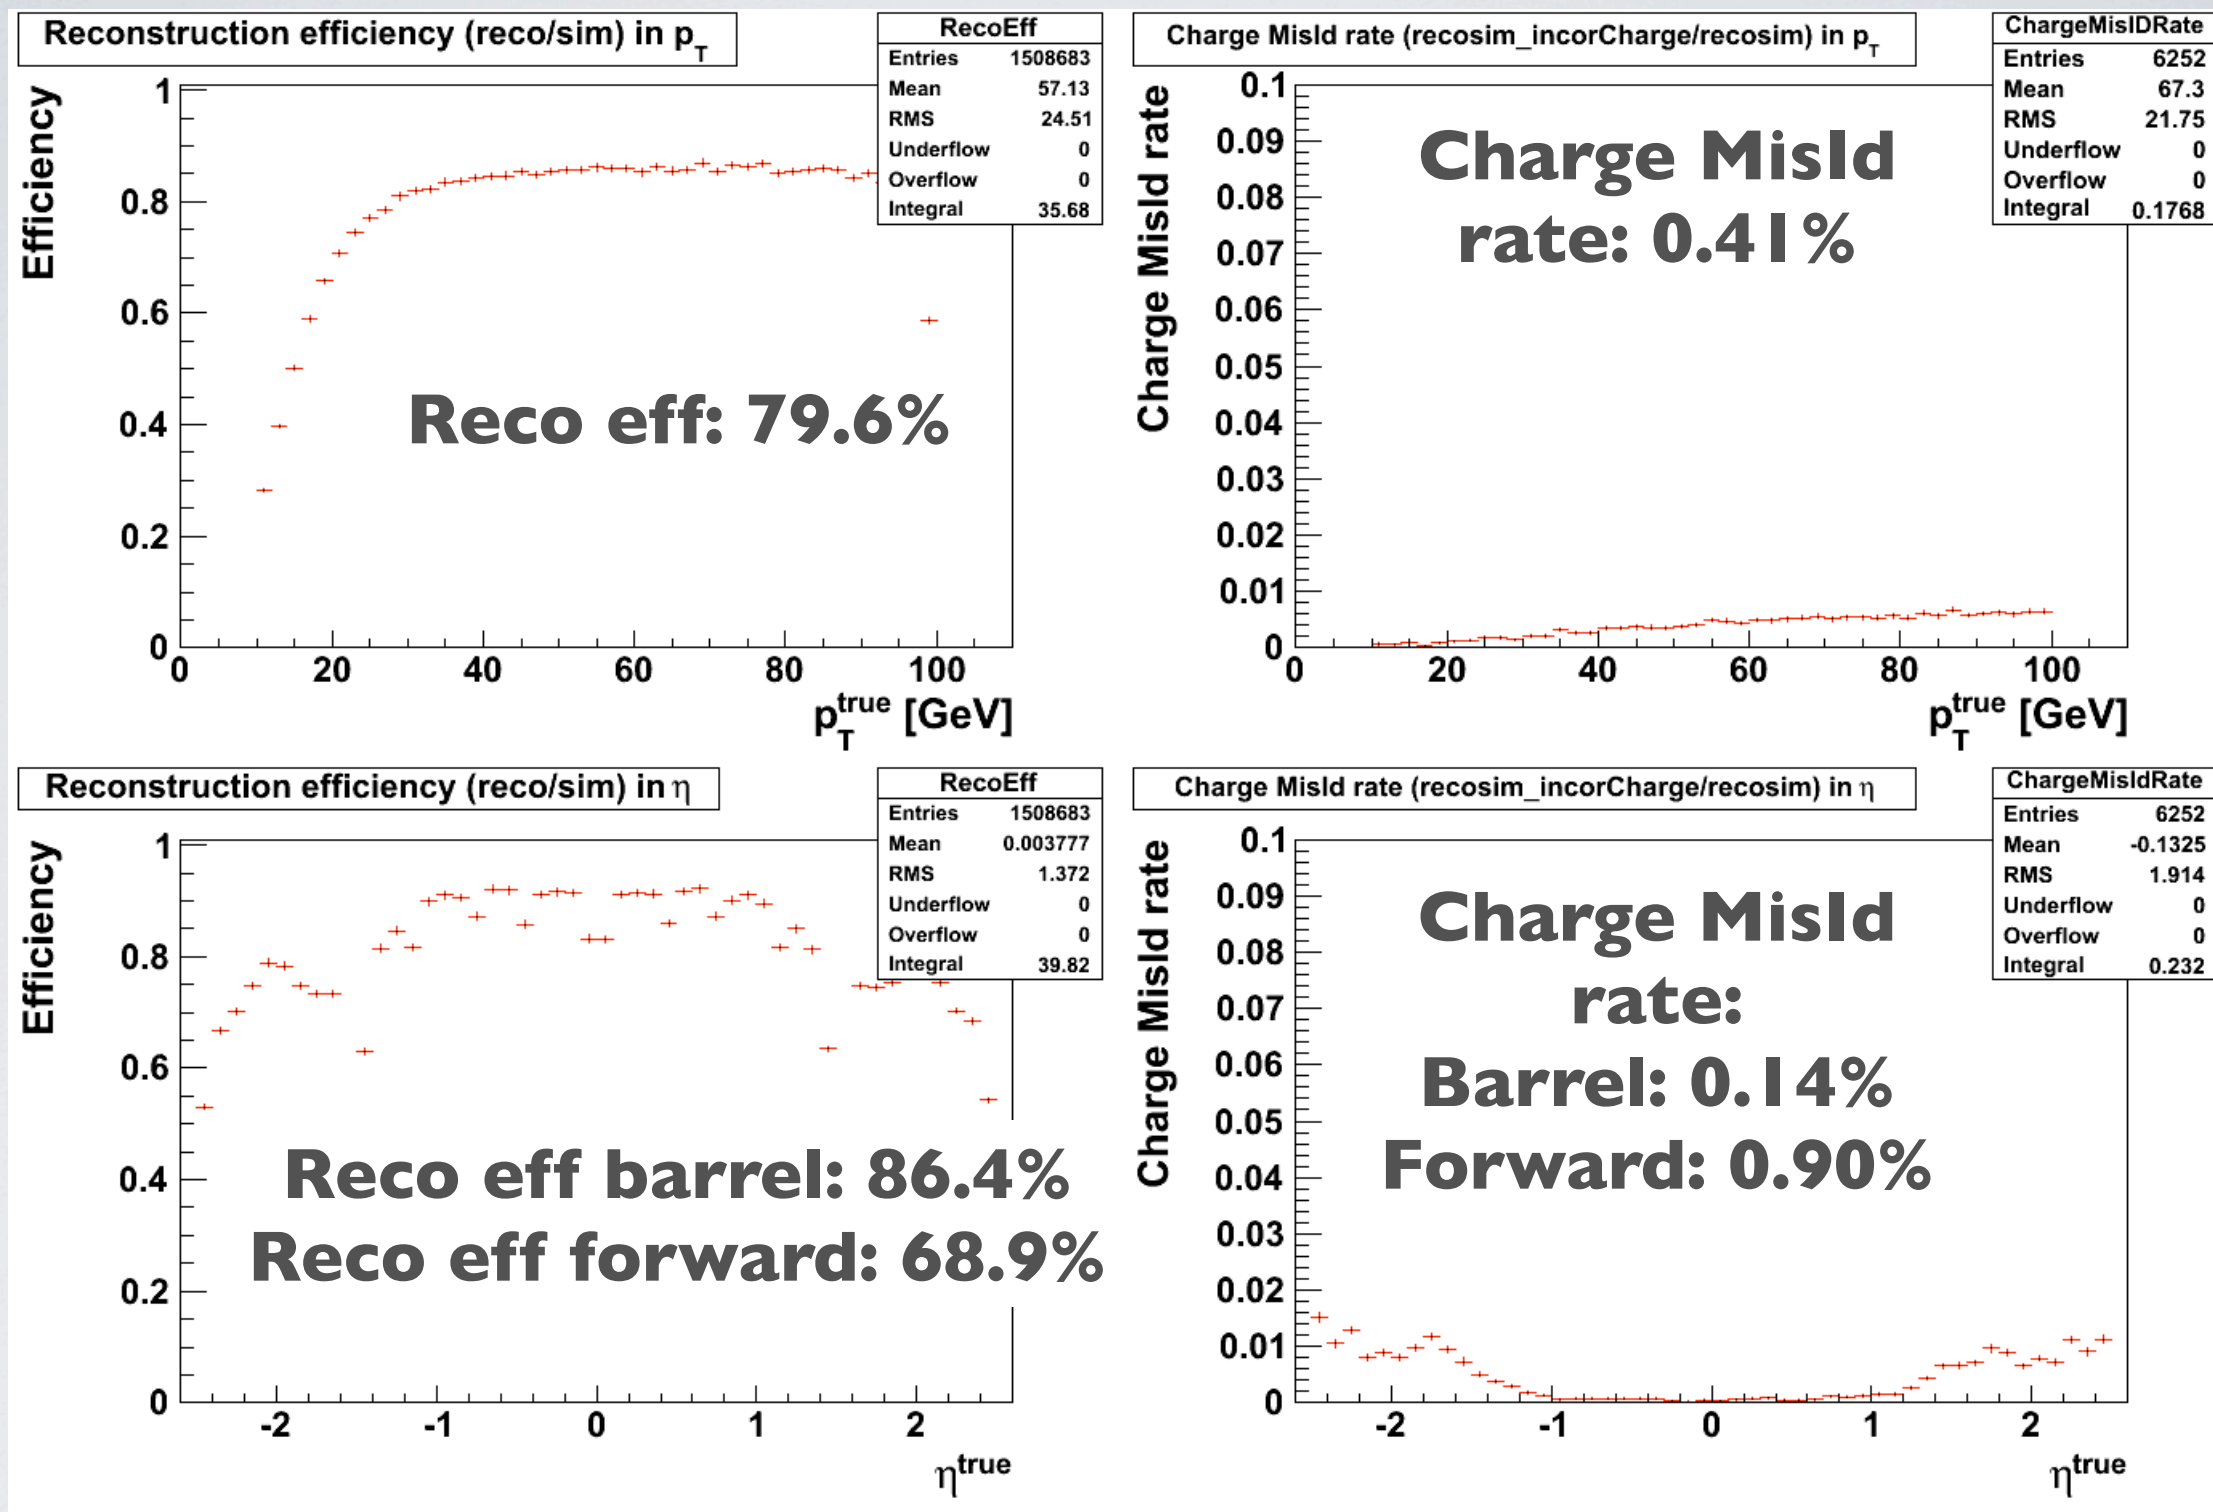 Reconstruction efficiency (reco/sim) in p_T
RecoEff
Entries 1508683
Mean 57.13
RMS 24.51
Underflow 0
Overflow 0
Integral 35.68
Efficiency
1
0.8
0.6
0.4
0.2
0
Reco eff: 79.6%
0 20 40 60 80 100
p_T^true [GeV]
Charge MisId rate (recosim_incorCharge/recosim) in p_T
ChargeMisIDRate
Entries 6252
Mean 67.3
RMS 21.75
Underflow 0
Overflow 0
Integral 0.1768
Charge MisId rate
0.1
0.09
0.08
0.07
0.06
0.05
0.04
0.03
0.02
0.01
0
Charge MisId
rate: 0.41%
0 20 40 60 80 100
p_T^true [GeV]
Reconstruction efficiency (reco/sim) in η
RecoEff
Entries 1508683
Mean 0.003777
RMS 1.372
Underflow 0
Overflow 0
Integral 39.82
Efficiency
1
0.8
0.6
0.4
0.2
0
Reco eff barrel: 86.4%
Reco eff forward: 68.9%
-2 -1 0 1 2
η^true
Charge MisId rate (recosim_incorCharge/recosim) in η
ChargeMisIdRate
Entries 6252
Mean -0.1325
RMS 1.914
Underflow 0
Overflow 0
Integral 0.232
Charge MisId rate
0.1
0.09
0.08
0.07
0.06
0.05
0.04
0.03
0.02
0.01
0
Charge MisId
rate:
Barrel: 0.14%
Forward: 0.90%
-2 -1 0 1 2
η^true